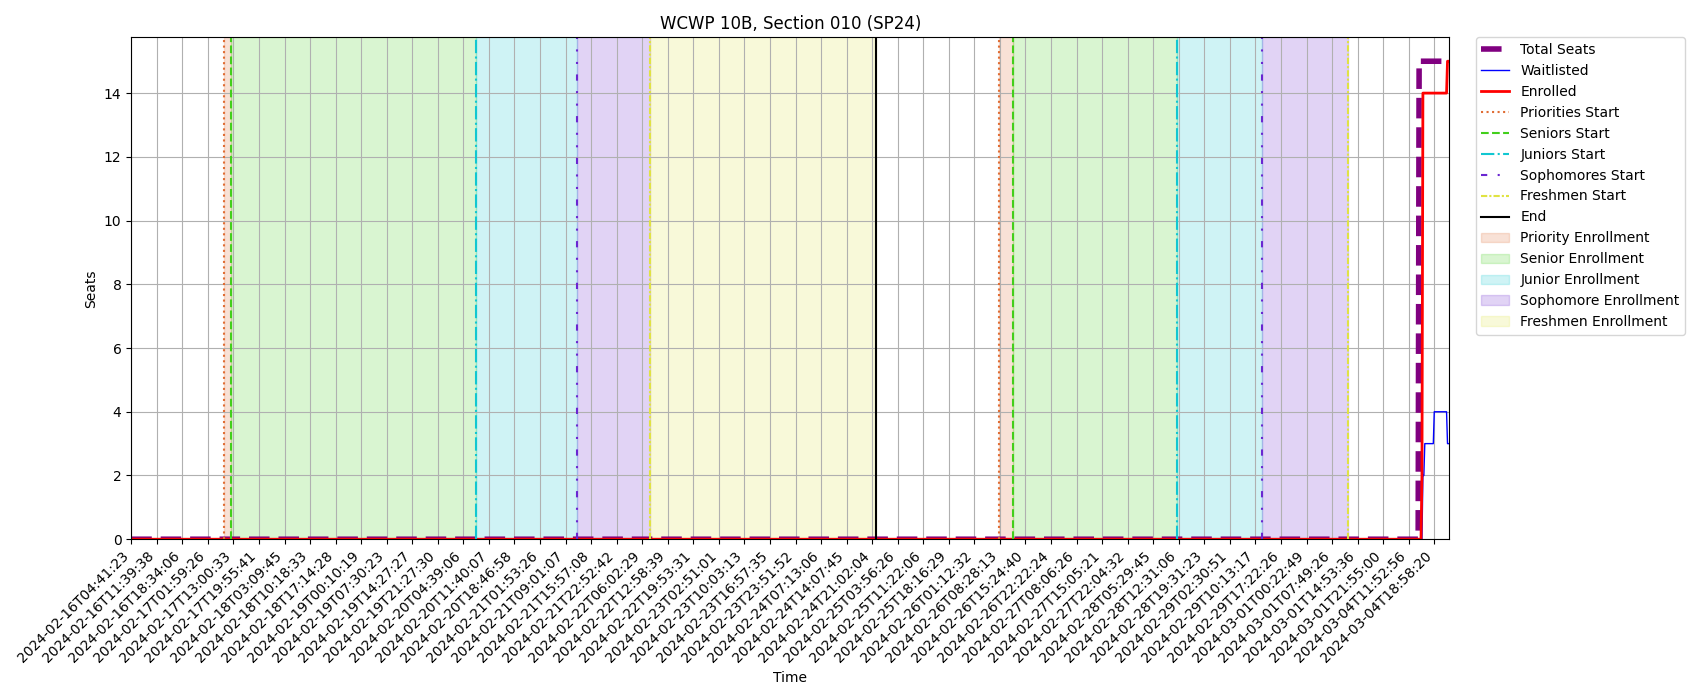 WCWP 10B, Section 010 (SP24)
Total Seats
Waitlisted
Enrolled
Priorities Start
Seniors Start
Juniors Start
Sophomores Start
Freshmen Start
End
Priority Enrollment
Senior Enrollment
Junior Enrollment
Sophomore Enrollment
Freshmen Enrollment
Seats
14
12
10
8
6
4
2
0
2024-02-16T04:41:23
2024-02-16T11:39:38
2024-02-16T18:34:06
2024-02-17T01:59:26
2024-02-17T13:00:33
2024-02-17T19:55:41
2024-02-18T03:09:45
2024-02-18T10:18:33
2024-02-18T17:14:28
2024-02-19T00:10:19
2024-02-19T07:30:23
2024-02-19T14:27:27
2024-02-19T21:27:30
2024-02-20T04:39:06
2024-02-20T11:40:07
2024-02-20T18:46:58
2024-02-21T01:53:26
2024-02-21T09:01:07
2024-02-21T15:57:08
2024-02-21T22:52:42
2024-02-22T06:02:29
2024-02-22T12:58:39
2024-02-22T19:53:31
2024-02-23T02:51:01
2024-02-23T10:03:13
2024-02-23T16:57:35
2024-02-23T23:51:52
2024-02-24T07:13:06
2024-02-24T14:07:45
2024-02-24T21:02:04
2024-02-25T03:56:26
2024-02-25T11:22:06
2024-02-25T18:16:29
2024-02-26T01:12:32
2024-02-26T08:28:13
2024-02-26T15:24:40
2024-02-26T22:22:24
2024-02-27T08:06:26
2024-02-27T15:05:21
2024-02-27T22:04:32
2024-02-28T05:29:45
2024-02-28T12:31:06
2024-02-28T19:31:23
2024-02-29T02:30:51
2024-02-29T10:13:17
2024-02-29T17:22:26
2024-03-01T00:22:49
2024-03-01T07:49:26
2024-03-01T14:53:36
2024-03-01T21:55:00
2024-03-04T11:52:56
2024-03-04T18:58:20
Time